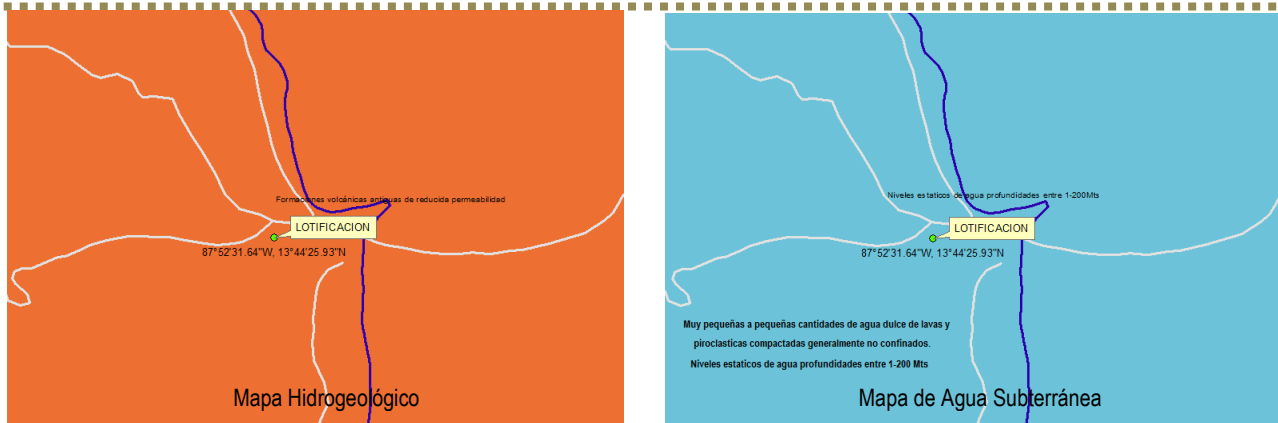 Formaciones volcánicas antiguas de reducida permeabilidad
LOTIFICACION
87°52'31.64"W, 13°44'25.93"N
Mapa Hidrogeológico
Niveles estaticos de agua profundidades entre 1-200Mts
LOTIFICACION
87°52'31.64"W, 13°44'25.93"N
Muy pequeñas a pequeñas cantidades de agua dulce de lavas y
piroclasticas compactadas generalmente no confinados.
Niveles estaticos de agua profundidades entre 1-200 Mts
Mapa de Agua Subterránea